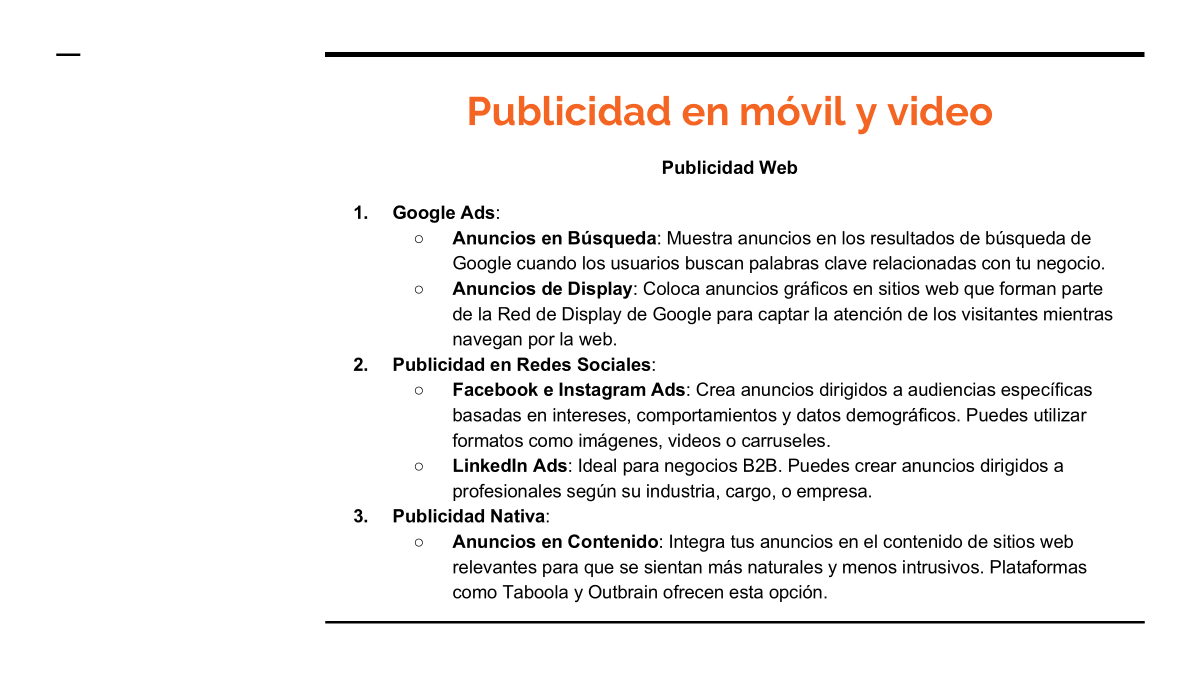 Publicidad en móvil y video
Publicidad Web
1. Google Ads:
○ Anuncios en Búsqueda: Muestra anuncios en los resultados de búsqueda de
Google cuando los usuarios buscan palabras clave relacionadas con tu negocio.
○ Anuncios de Display: Coloca anuncios gráficos en sitios web que forman parte
de la Red de Display de Google para captar la atención de los visitantes mientras
navegan por la web.
2. Publicidad en Redes Sociales:
○ Facebook e Instagram Ads: Crea anuncios dirigidos a audiencias específicas
basadas en intereses, comportamientos y datos demográficos. Puedes utilizar
formatos como imágenes, videos o carruseles.
○ LinkedIn Ads: Ideal para negocios B2B. Puedes crear anuncios dirigidos a
profesionales según su industria, cargo, o empresa.
3. Publicidad Nativa:
○ Anuncios en Contenido: Integra tus anuncios en el contenido de sitios web
relevantes para que se sientan más naturales y menos intrusivos. Plataformas
como Taboola y Outbrain ofrecen esta opción.